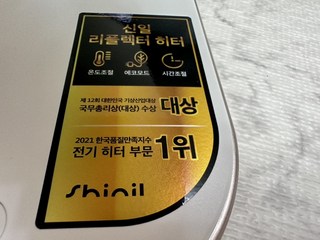 신일
리플렉터 히터
1 hour
온도조절 에코모드 시간조절
제 12회 대한민국 기상산업대상
국무총리상(대상) 수상 대상
2021 한국품질만족지수
전기 히터 부문 1위
Shinil